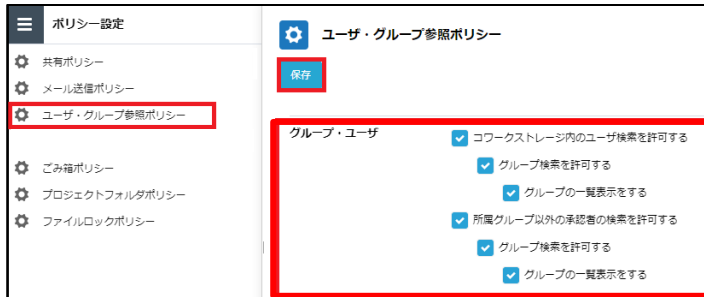 ポリシー設定
共有ポリシー
メール送信ポリシー
ユーザ・グループ参照ポリシー
ごみ箱ポリシー
プロジェクトフォルダポリシー
ファイルロックポリシー
ユーザ・グループ参照ポリシー
保存
グループ・ユーザ
コワークストレージ内のユーザ検索を許可する
グループ検索を許可する
グループの一覧表示をする
所属グループ以外の承認者の検索を許可する
グループ検索を許可する
グループの一覧表示をする